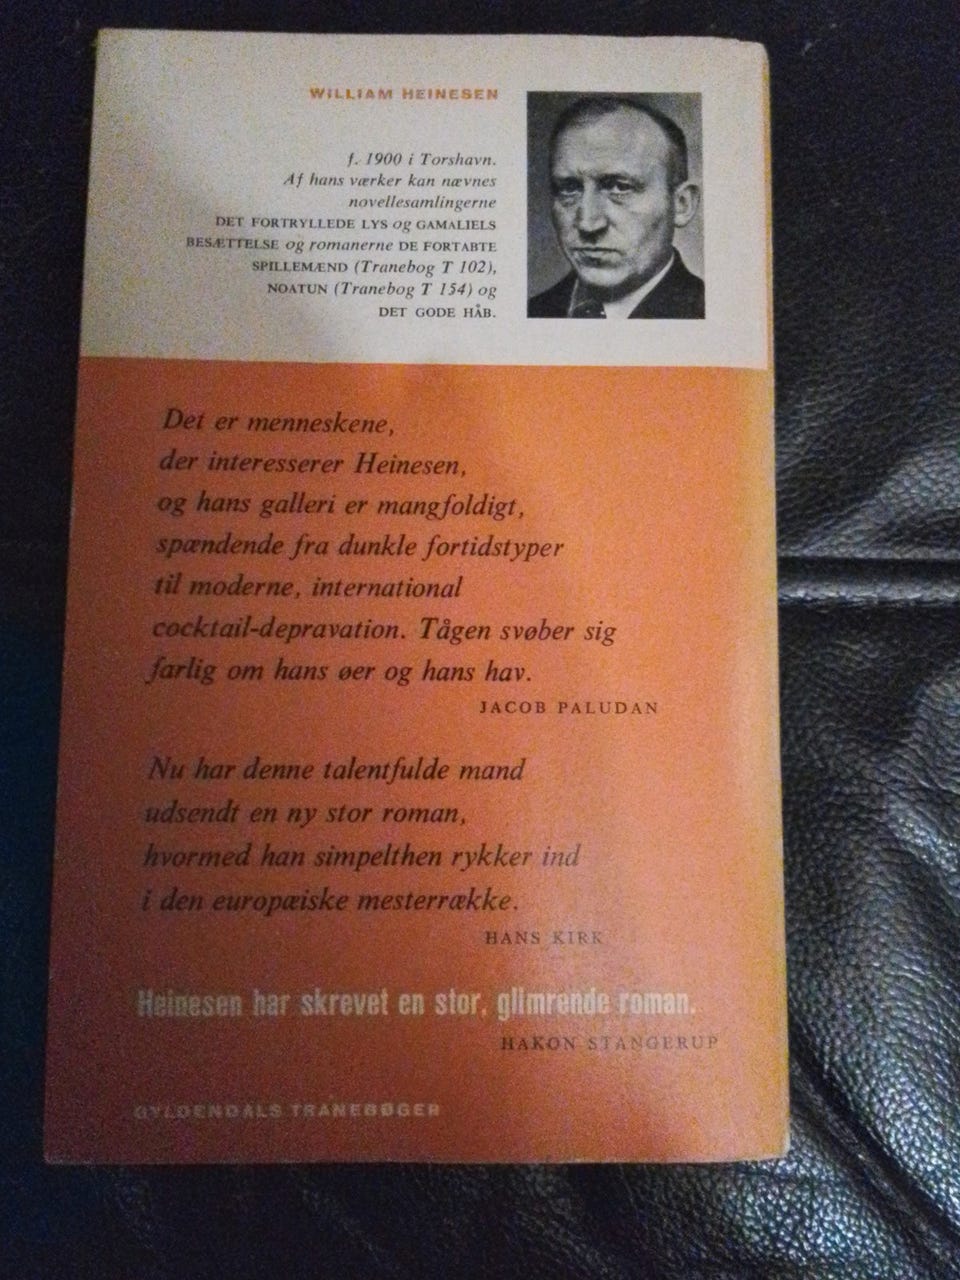 WILLIAM HEINESEN
f. 1900 i Torshavn.
Af hans værker kan nævnes
novellesamlingerne
DET FORTRYLLEDE LYS og GAMALIELS
BESÆTTELSE og romanerne DE FORTABTE
SPILLEMÆND (Tranebog T 102),
NOATUN (Tranebog T 154) og
DET GODE HÅB.
Det er menneskene,
der interesserer Heinesen,
og hans galleri er mangfoldigt,
spændende fra dunkle fortidstyper
til moderne, international
cocktail-depravation. Tågen svøber sig
farlig om hans øer og hans hav.
JACOB PALUDAN
Nu har denne talentfulde mand
udsendt en ny stor roman,
hvormed han simpelthen rykker ind
i den europæiske mesterrække.
HANS KIRK
Heinesen har skrevet en stor, glimrende roman.
HAKON STANGERUP
GYLDENDALS TRANEBØGER